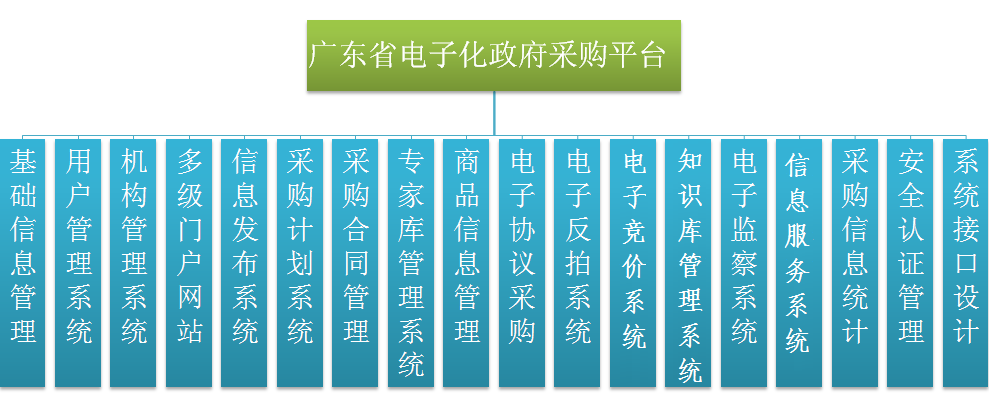 广东省电子化政府采购平台
基础信息管理
用户管理系统
机构管理系统
多级门户网站
信息发布系统
采购计划系统
采购合同管理
专家库管理系统
商品信息管理
电子协议采购
电子反拍系统
电子竞价系统
知识库管理系统
电子监察系统
信息服务系统
采购信息统计
安全认证管理
系统接口设计